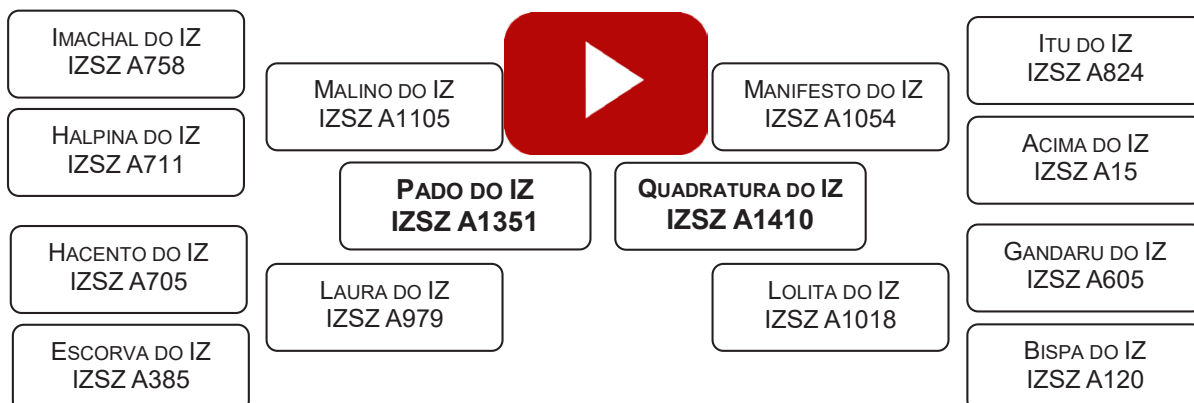 IMACHAL DO IZ
IZSZ A758
HALPINA DO IZ
IZSZ A711
HACENTO DO IZ
IZSZ A705
ESCORVA DO IZ
IZSZ A385
MALINO DO IZ
IZSZ A1105
LAURA DO IZ
IZSZ A979
PADO DO IZ
IZSZ A1351
QUADRATURA DO IZ
IZSZ A1410
MANIFESTO DO IZ
IZSZ A1054
LOLITA DO IZ
IZSZ A1018
ITU DO IZ
IZSZ A824
ACIMA DO IZ
IZSZ A15
GANDARU DO IZ
IZSZ A605
BISPA DO IZ
IZSZ A120